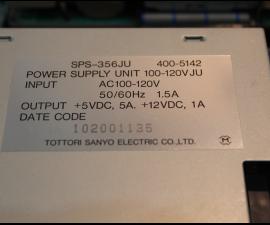 SPS-356JU 400-5142
POWER SUPPLY UNIT 100-120VJU
INPUT AC100-120V
50/60Hz 1.5A
OUTPUT +5VDC, 5A. +12VDC, 1A
DATE CODE
102001135
TOTTORI SANYO ELECTRIC CO.,LTD.